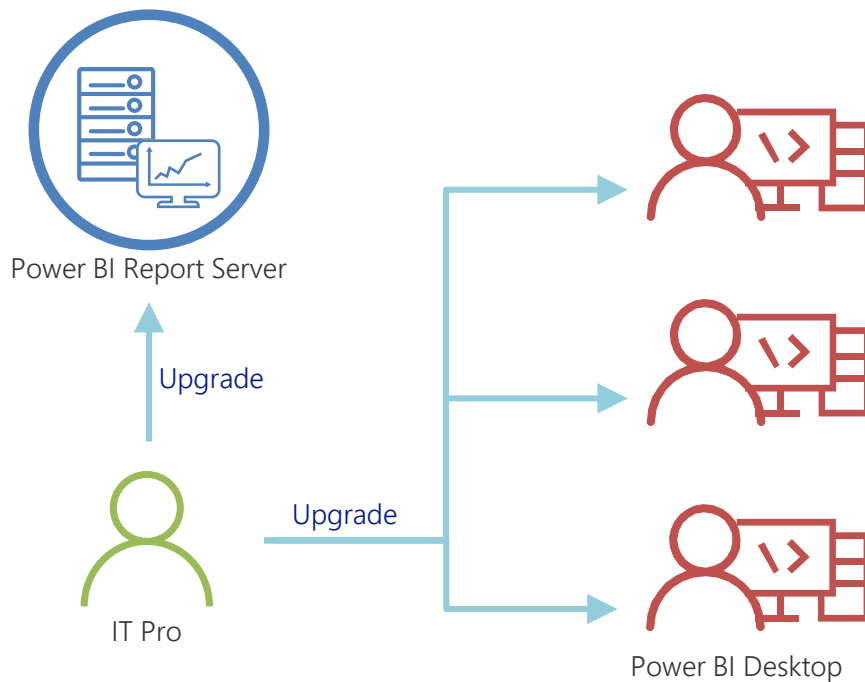 Power BI Report Server
Upgrade
Upgrade
IT Pro
Power BI Desktop